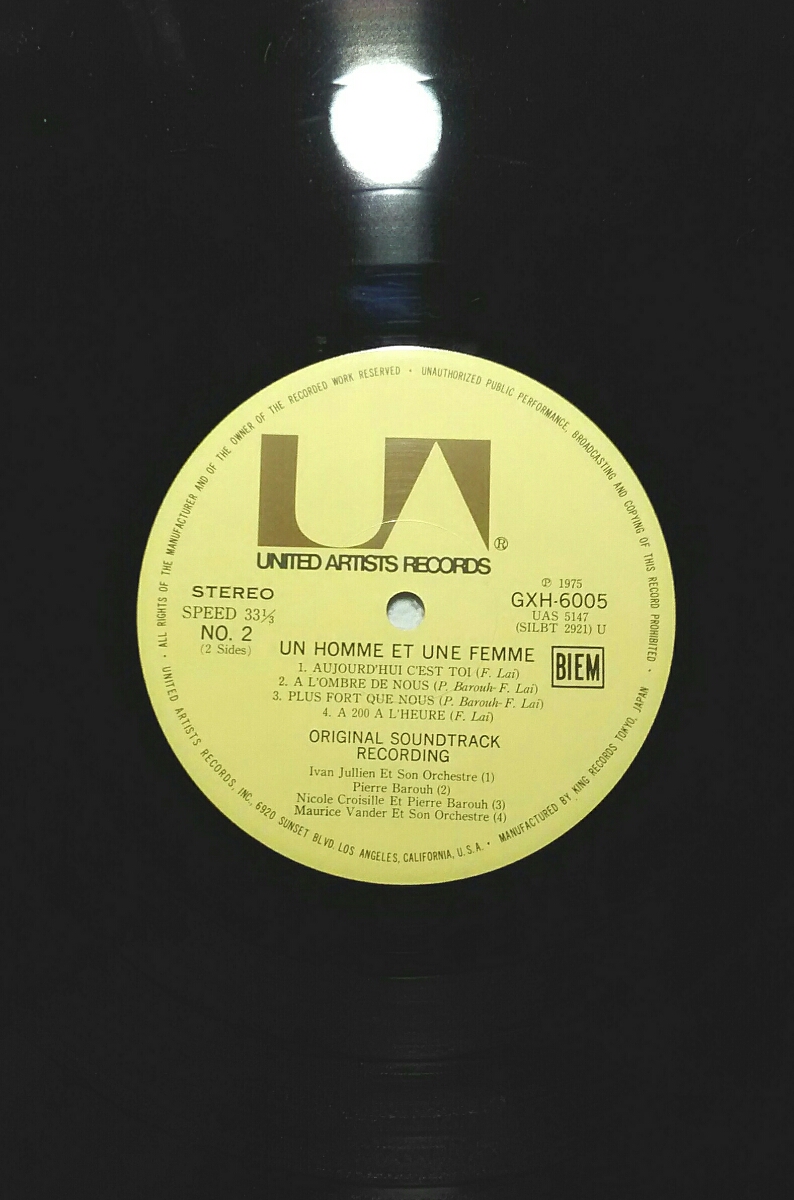 ALL RIGHTS OF THE MANUFACTURER AND OF THE OWNER OF THE RECORDED WORK RESERVED • UNAUTHORIZED PUBLIC PERFORMANCE, BROADCASTING AND COPYING OF THIS RECORD PROHIBITED •
UA ®
UNITED ARTISTS RECORDS
STEREO
SPEED 33⅓
NO. 2
(2 Sides)
℗ 1975
GXH-6005
UAS 5147
(SILBT 2921) U
BIEM
UN HOMME ET UNE FEMME
1. AUJOURD'HUI C'EST TOI (F. Lai)
2. A L'OMBRE DE NOUS (P. Barouh-F. Lai)
3. PLUS FORT QUE NOUS (P. Barouh-F. Lai)
4. A 200 A L'HEURE (F. Lai)
ORIGINAL SOUNDTRACK
RECORDING
Ivan Jullien Et Son Orchestre (1)
Pierre Barouh (2)
Nicole Croisille Et Pierre Barouh (3)
Maurice Vander Et Son Orchestre (4)
UNITED ARTISTS RECORDS, INC., 6920 SUNSET BLVD. LOS ANGELES, CALIFORNIA, U.S.A. • MANUFACTURED BY KING RECORDS TOKYO, JAPAN